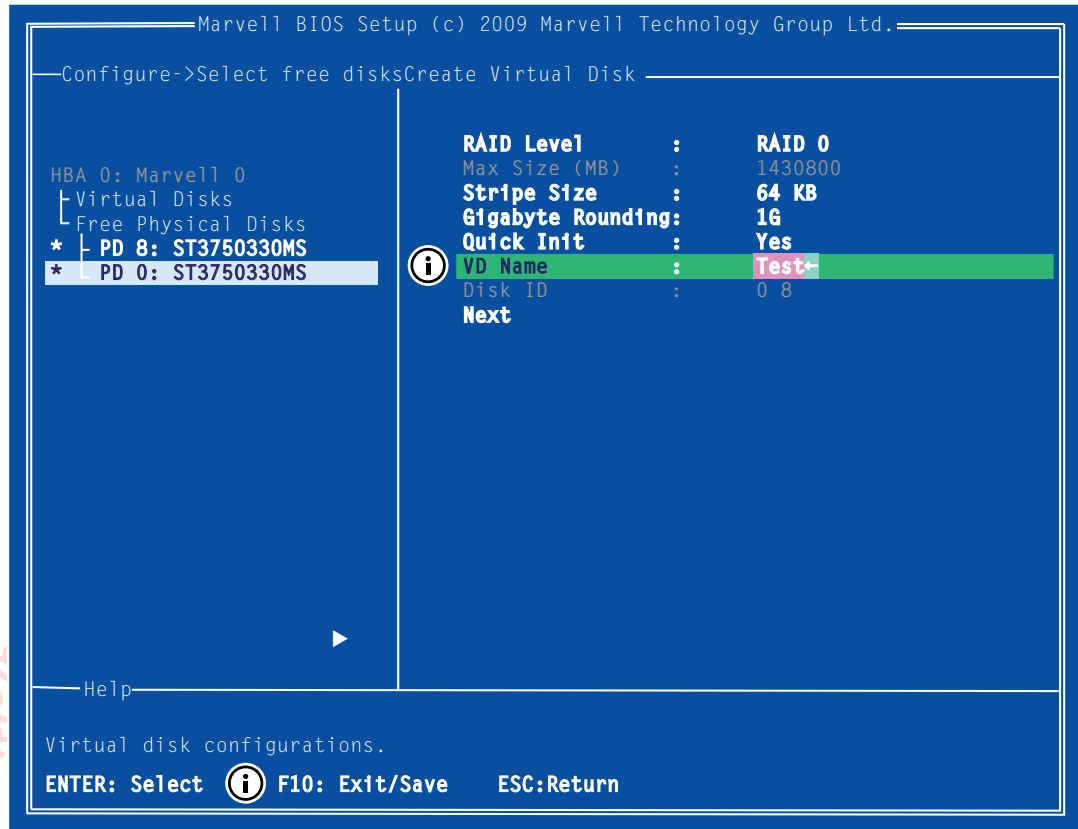 Marvell BIOS Setup (c) 2009 Marvell Technology Group Ltd.
Configure->Select free disksCreate Virtual Disk
HBA 0: Marvell 0
Virtual Disks
Free Physical Disks
* PD 8: ST3750330MS
* PD 0: ST3750330MS
RAID Level : RAID 0
Max Size (MB) : 1430800
Stripe Size : 64 KB
Gigabyte Rounding: 1G
Quick Init : Yes
VD Name : Test←
Disk ID : 0 8
Next
Help
Virtual disk configurations.
ENTER: Select i F10: Exit/Save ESC:Return